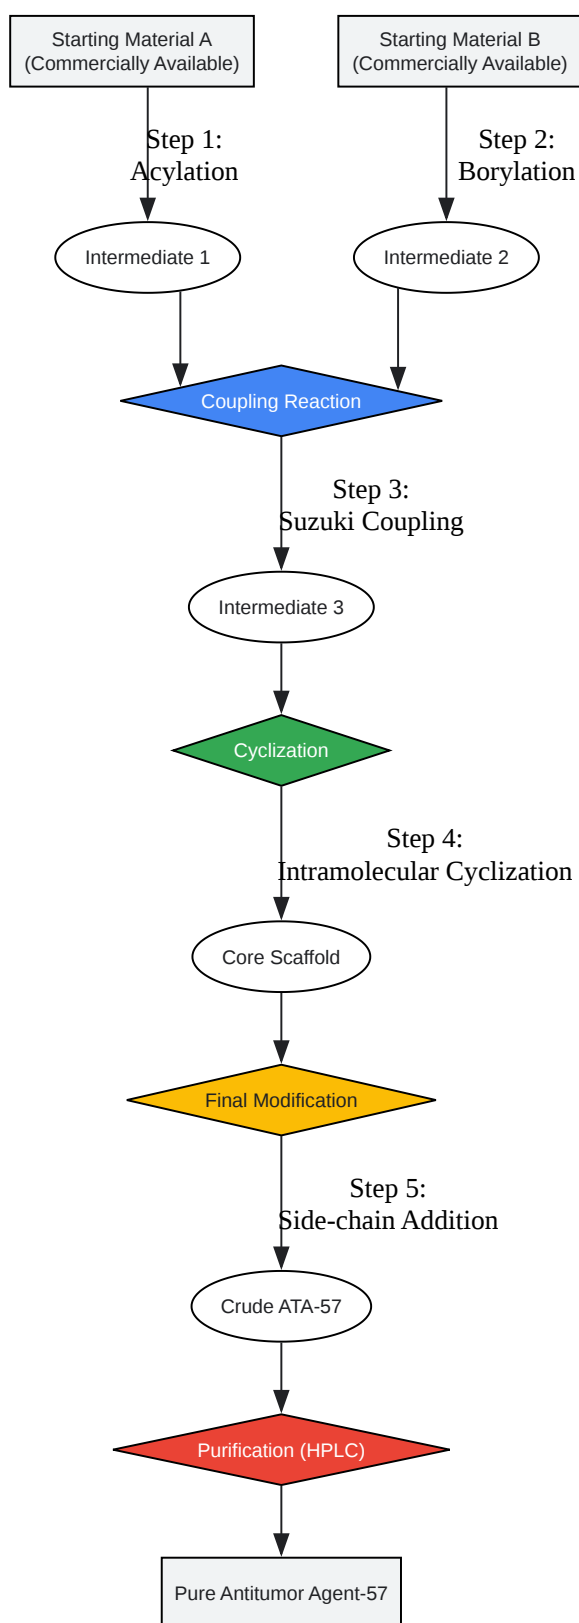 Starting Material A
(Commercially Available)
Starting Material B
(Commercially Available)
Step 1:
Acylation
Step 2:
Borylation
Intermediate 1
Intermediate 2
Coupling Reaction
Step 3:
Suzuki Coupling
Intermediate 3
Cyclization
Step 4:
Intramolecular Cyclization
Core Scaffold
Final Modification
Step 5:
Side-chain Addition
Crude ATA-57
Purification (HPLC)
Pure Antitumor Agent-57